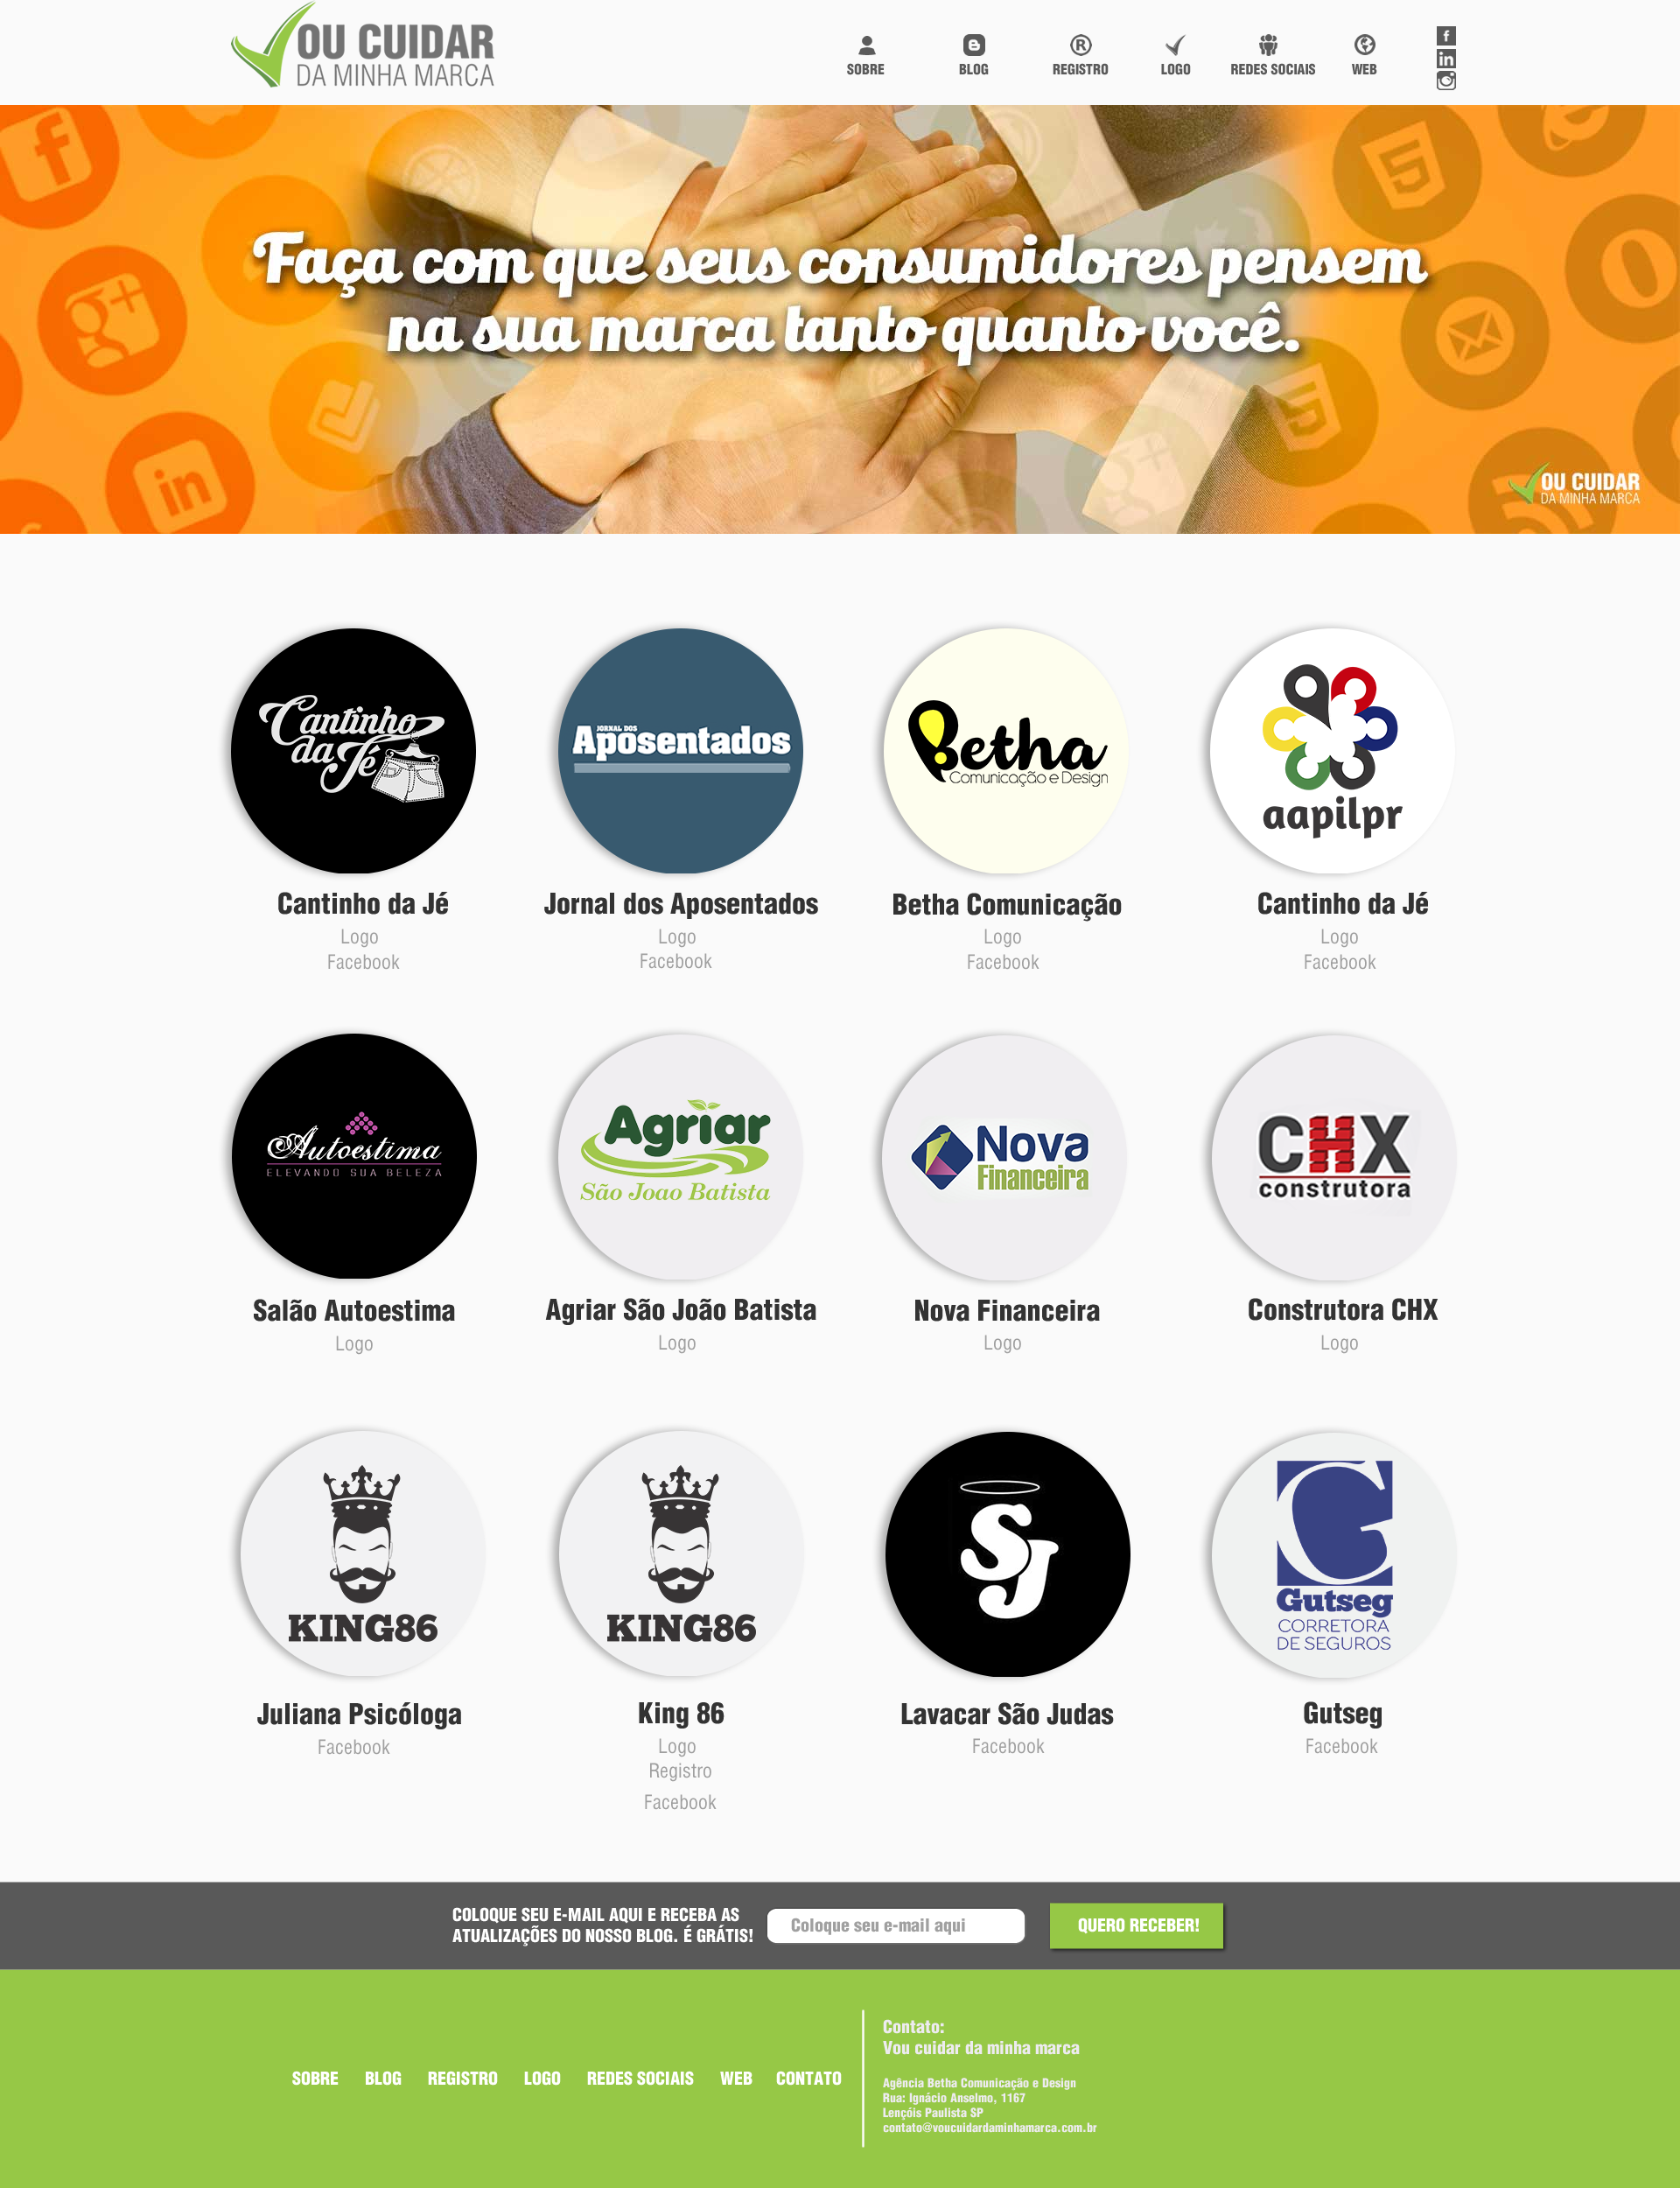 VOU CUIDAR
DA MINHA MARCA
SOBRE
BLOG
REGISTRO
LOGO
REDES SOCIAIS
WEB
Faça com que seus consumidores pensem
na sua marca tanto quanto você.
VOU CUIDAR
DA MINHA MARCA
Cantinho
da Jé
JORNAL DOS
Aposentados
Betha
Comunicação e Design
aapilpr
Cantinho da Jé
Logo
Facebook
Jornal dos Aposentados
Logo
Facebook
Betha Comunicação
Logo
Facebook
Cantinho da Jé
Logo
Facebook
Autoestima
ELEVANDO SUA BELEZA
Agriar
São Joao Batista
Nova
Financeira
CHX
construtora
Salão Autoestima
Logo
Agriar São João Batista
Logo
Nova Financeira
Logo
Construtora CHX
Logo
KING86
KING86
SJ
G
Gutseg
CORRETORA
DE SEGUROS
Juliana Psicóloga
Facebook
King 86
Logo
Registro
Facebook
Lavacar São Judas
Facebook
Gutseg
Facebook
COLOQUE SEU E-MAIL AQUI E RECEBA AS
ATUALIZAÇÕES DO NOSSO BLOG. É GRÁTIS!
Coloque seu e-mail aqui
QUERO RECEBER!
SOBRE
BLOG
REGISTRO
LOGO
REDES SOCIAIS
WEB
CONTATO
Contato:
Vou cuidar da minha marca
Agência Betha Comunicação e Design
Rua: Ignácio Anselmo, 1167
Lençóis Paulista SP
contato@voucuidardaminhamarca.com.br